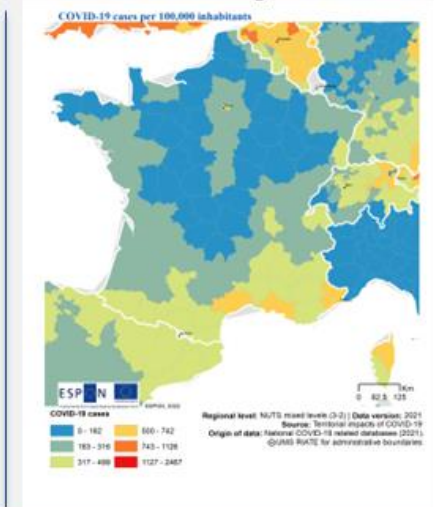 COVID-19 cases per 100,000 inhabitants
ESPON
COVID-19 cases
0 - 182
183 - 316
317 - 499
500 - 742
743 - 1126
1127 - 2467
Km
0 62,5 125
Regional level: NUTS mixed levels (3-2) | Data version: 2021
Source: Territorial impacts of COVID-19
Origin of data: National COVID-19 related databases (2021).
©UMS RIATE for administrative boundaries